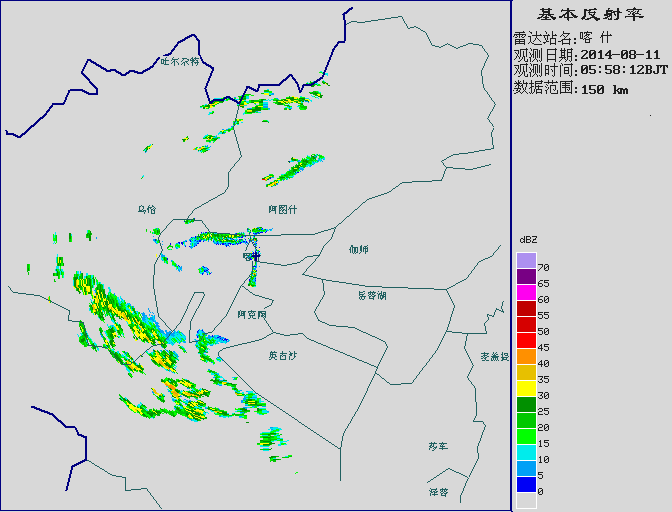 基本反射率
雷达站名:喀 什
观测日期:2014-08-11
观测时间:05:58:12BJT
数据范围:150 km
吐尔尕特
乌恰
阿图什
伽师
岳普湖
阿克陶
英吉沙
麦盖提
莎车
泽普
dBZ
70
65
60
55
50
45
40
35
30
25
20
15
10
5
0